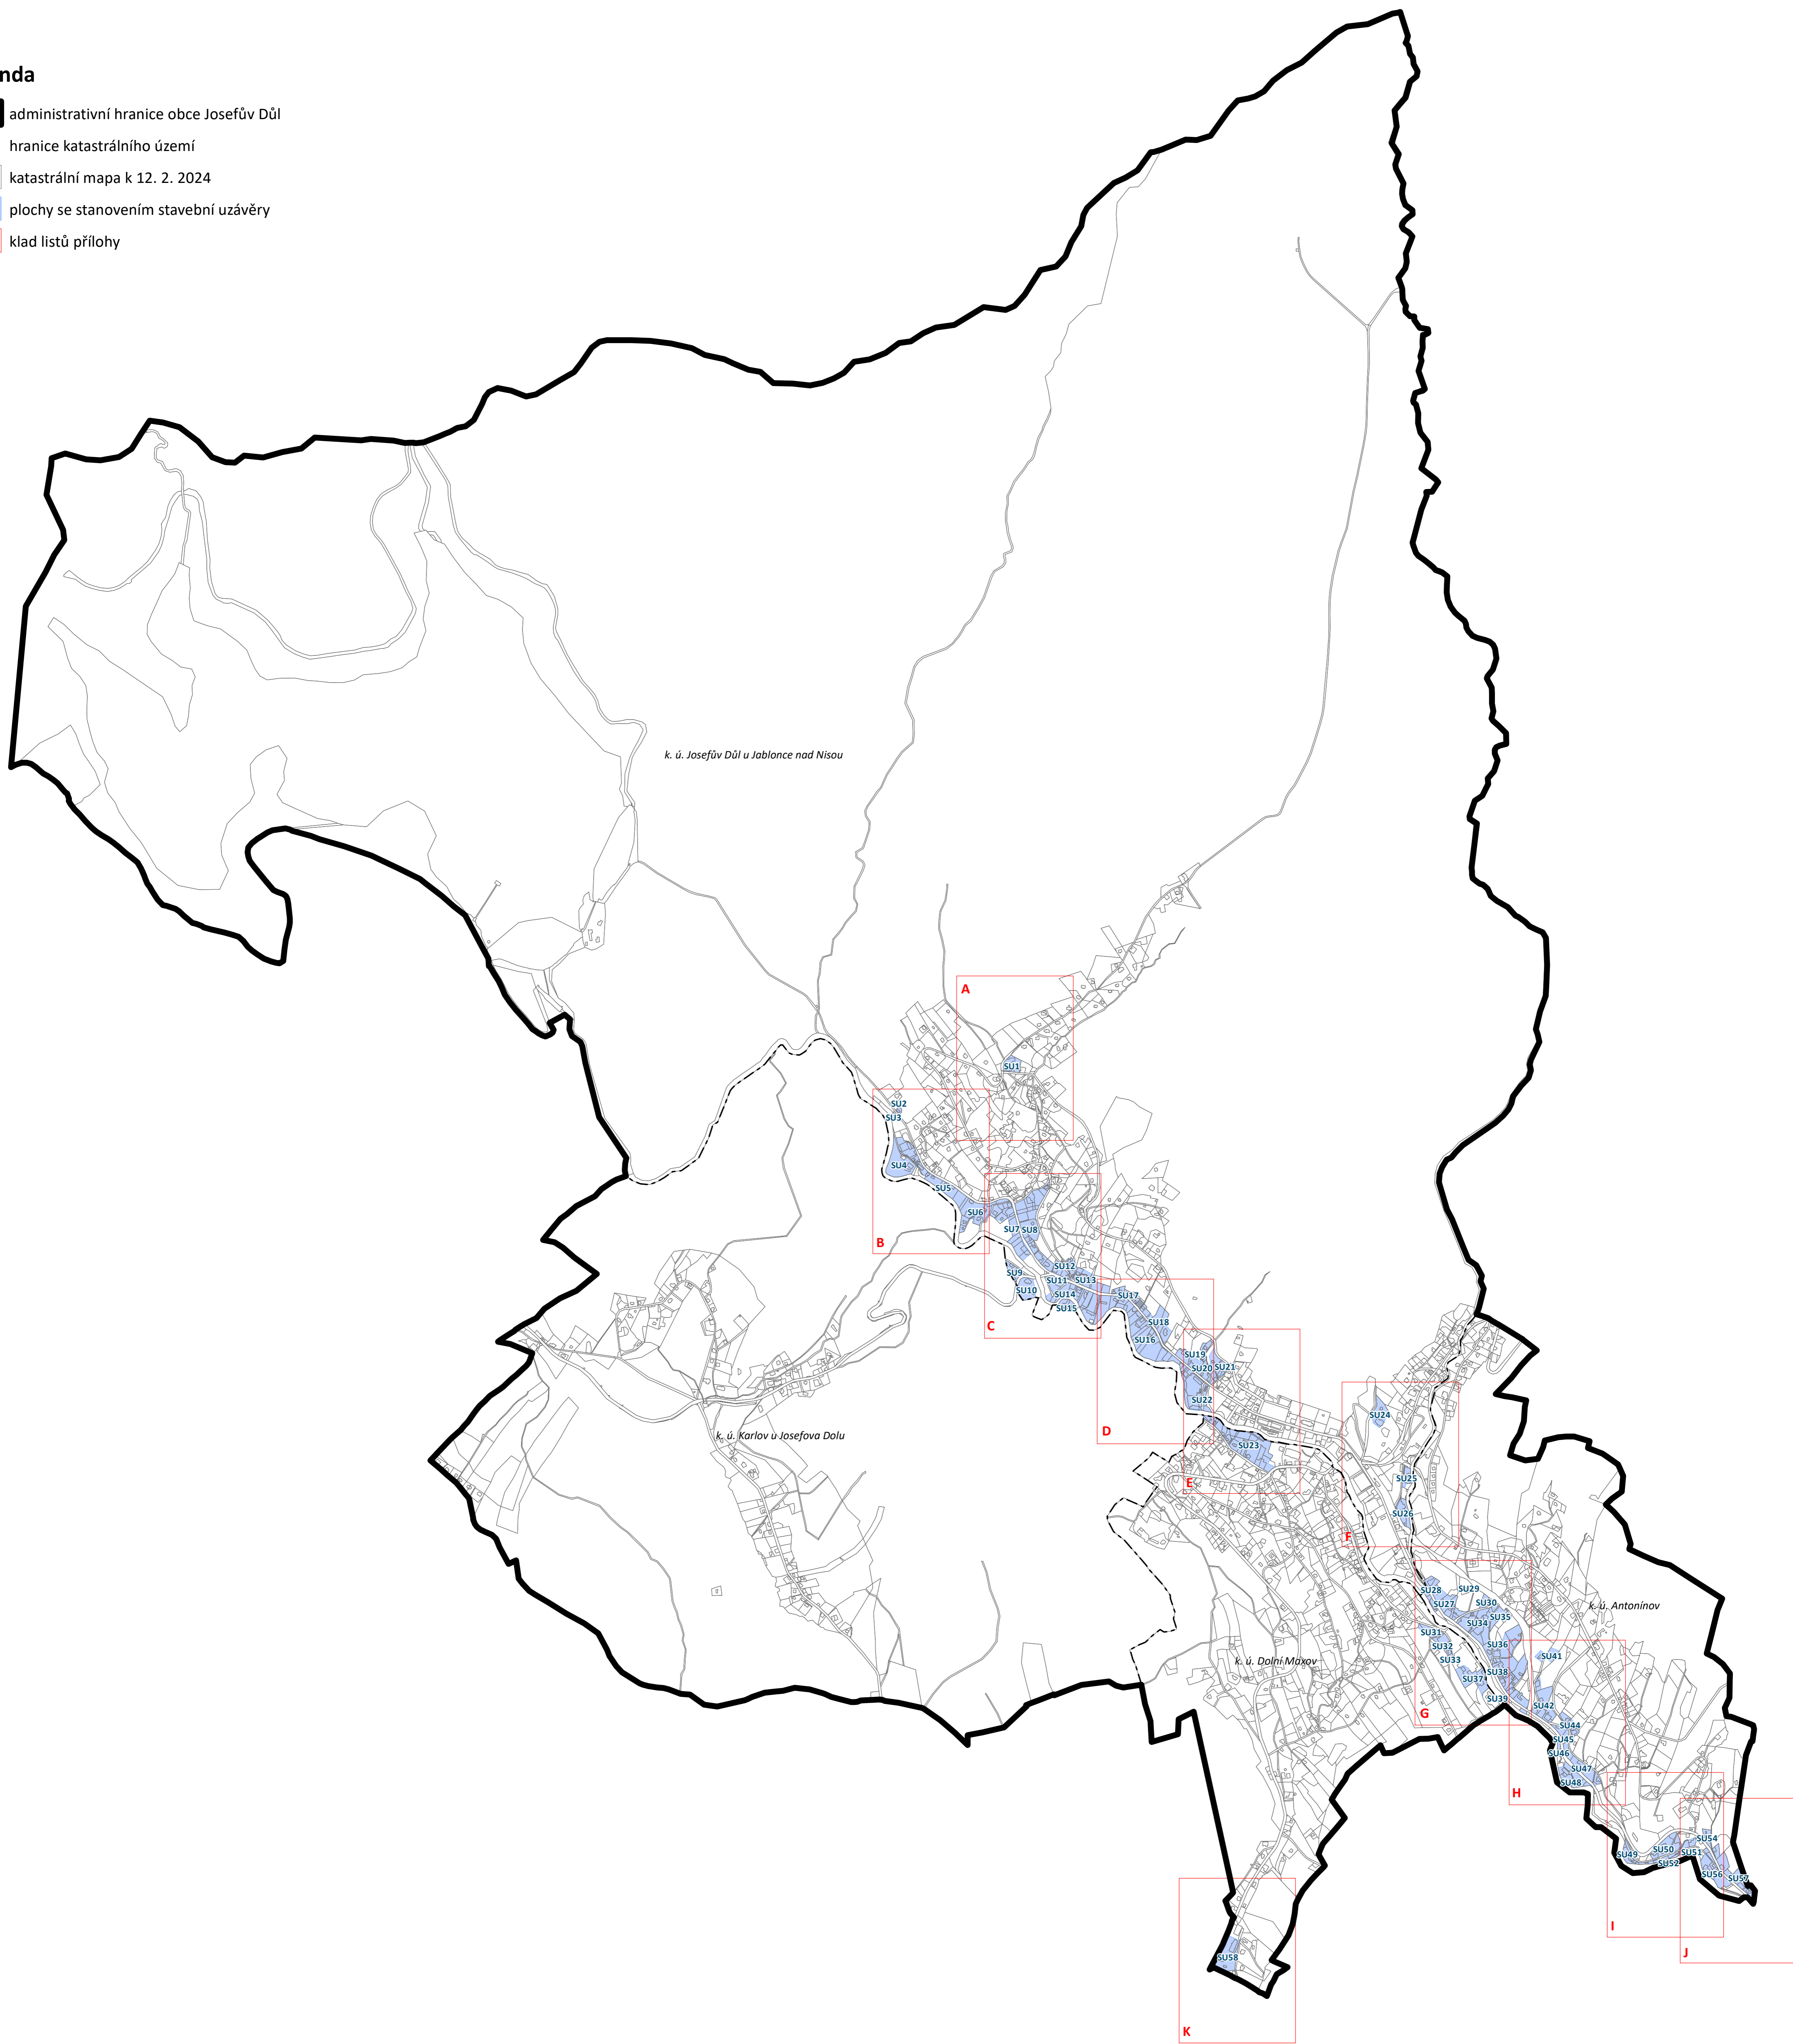 nda
administrativní hranice obce Josefův Důl
hranice katastrálního území
katastrální mapa k 12. 2. 2024
plochy se stanovením stavební uzávěry
klad listů přílohy
k. ú. Josefův Důl u Jablonce nad Nisou
A
SU1
SU2
SU3
SU4
SU5
SU6
SU7 SU8
B
SU9
SU12
SU11 SU13
SU10
SU14
SU15
SU17
C
SU18
SU16
SU19
SU20 SU21
SU22
SU24
D
k. ú. Karlov u Josefova Dolu
SU23
E
SU25
SU26
F
SU28
SU29
SU27
SU30
k. ú. Antonínov
SU35
SU34
SU31
SU32
SU36
SU33
SU41
k. ú. Dolní Maxov
SU38
SU37
SU39
SU42
G
SU44
SU45
SU46
SU47
SU48
H
SU54
SU50
SU51
SU49
SU52
SU56
SU57
I
J
SU58
K